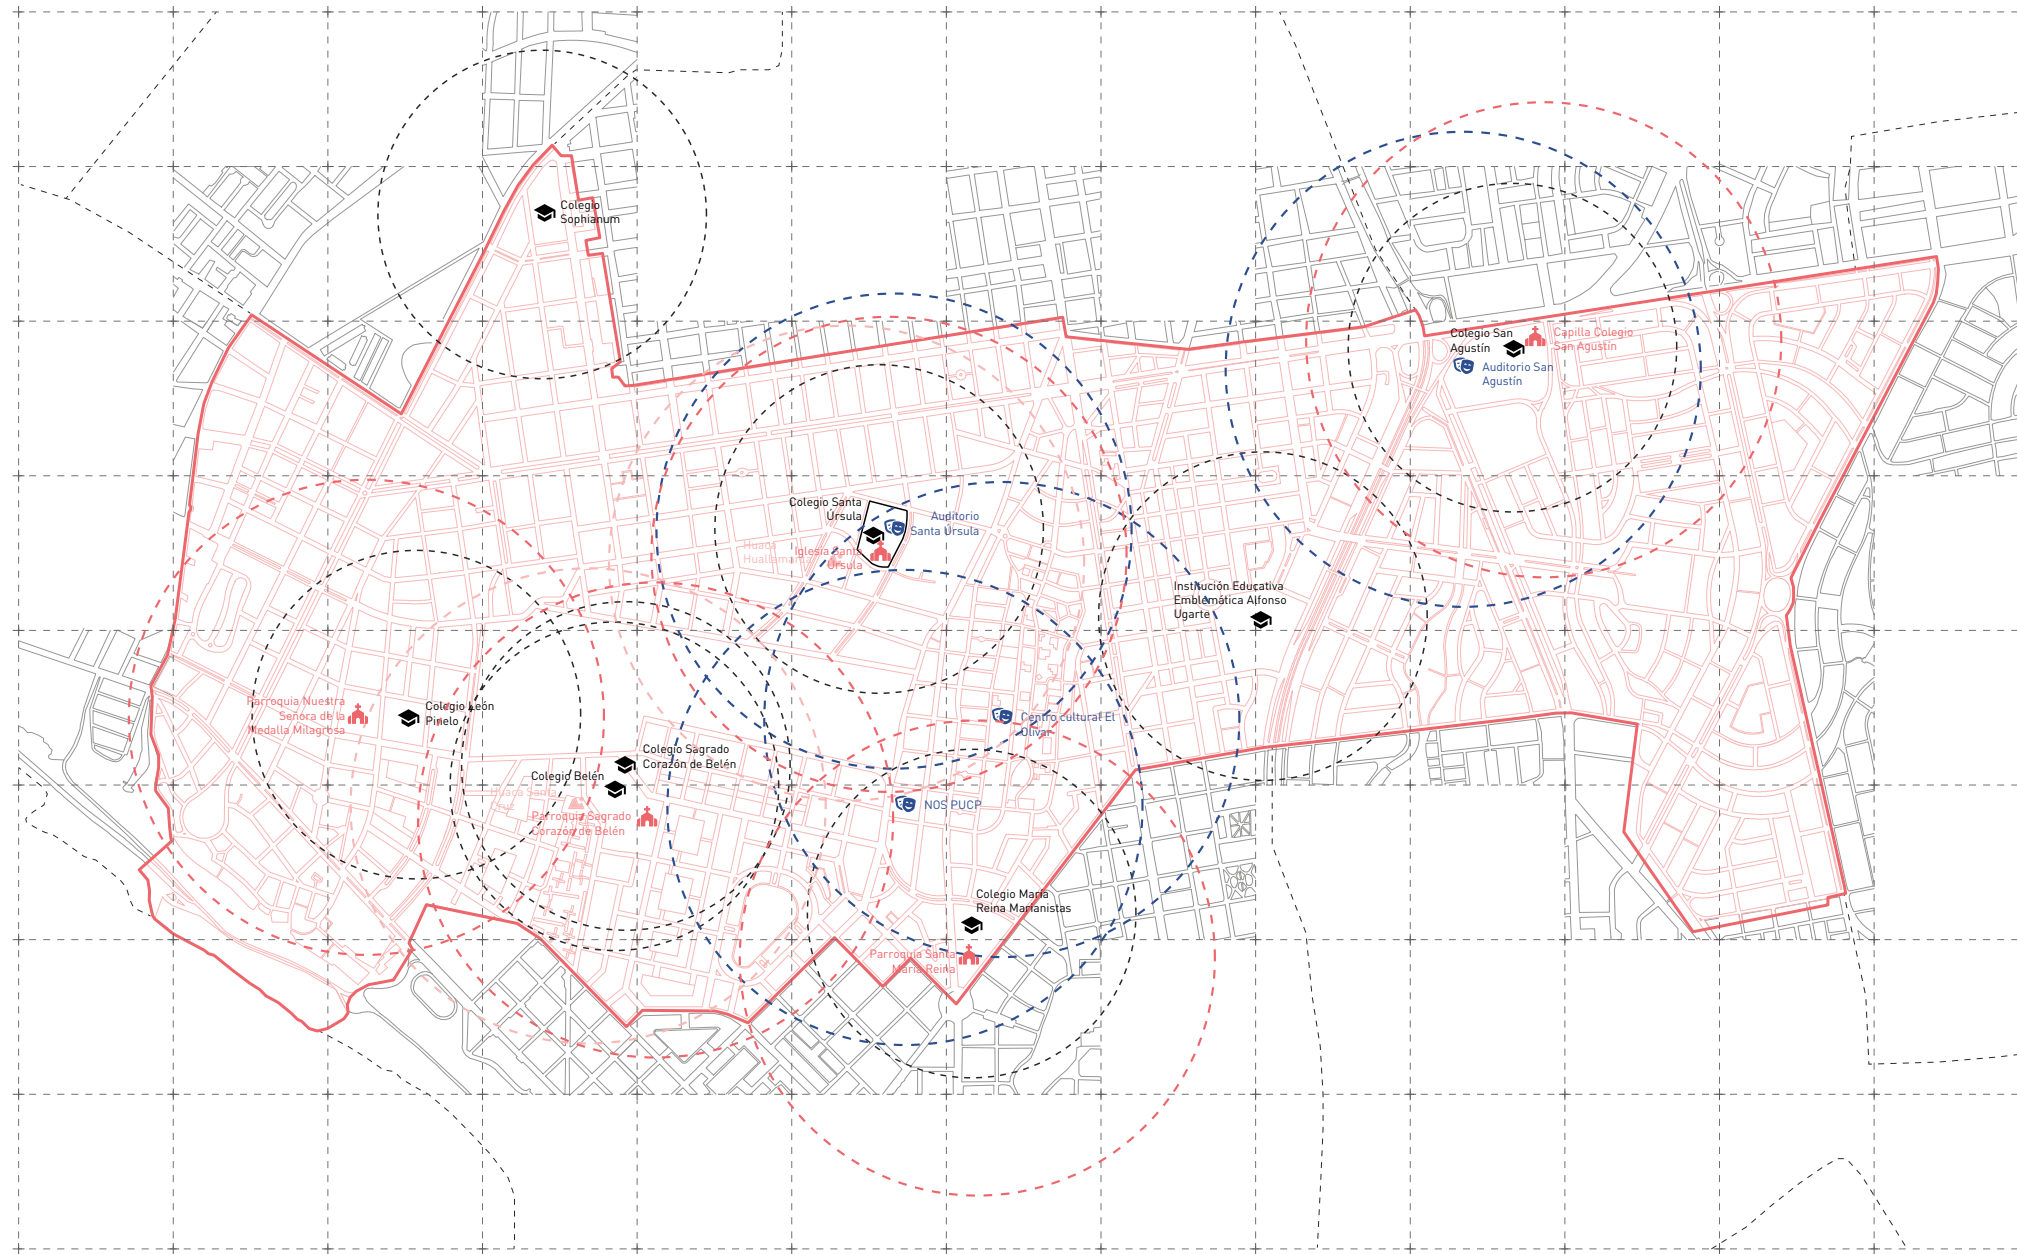 Colegio
Sophianum
Colegio San
Agustín
Capilla Colegio
San Agustín
Auditorio San
Agustín
Colegio Santa
Úrsula
Auditorio
Santa Úrsula
Huaca
Huallamarca
Iglesia Santa
Úrsula
Institución Educativa
Emblemática Alfonso
Ugarte
Parroquia Nuestra
Señora de la
Medalla Milagrosa
Colegio León
Pinelo
Centro cultural El
Olivar
Colegio Sagrado
Corazón de Belén
Colegio Belén
Huaca Santa
Cruz
Parroquia Sagrado
Corazón de Belén
NOS PUCP
Colegio María
Reina Marianistas
Parroquia Santa
María Reina